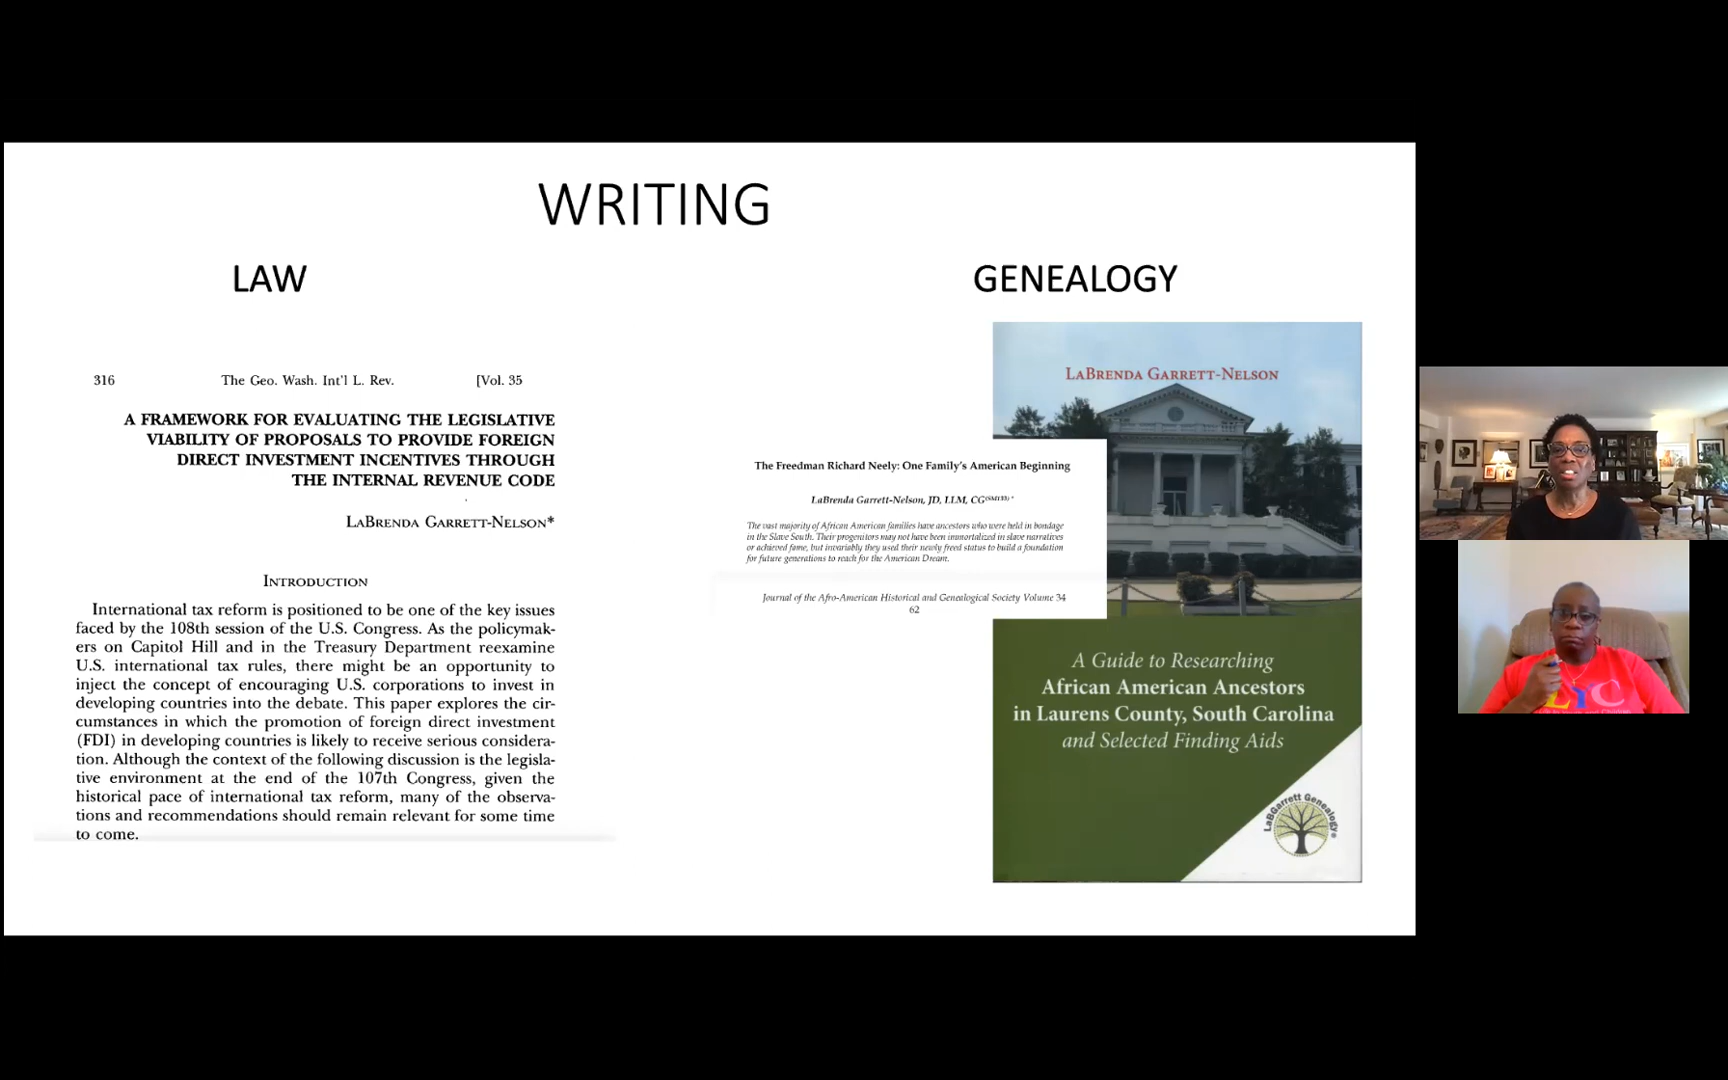 WRITING
LAW
316 The Geo. Wash. Int'l L. Rev. [Vol. 35
A FRAMEWORK FOR EVALUATING THE LEGISLATIVE
VIABILITY OF PROPOSALS TO PROVIDE FOREIGN
DIRECT INVESTMENT INCENTIVES THROUGH
THE INTERNAL REVENUE CODE
LABRENDA GARRETT-NELSON*
INTRODUCTION
International tax reform is positioned to be one of the key issues
faced by the 108th session of the U.S. Congress. As the policymak-
ers on Capitol Hill and in the Treasury Department reexamine
U.S. international tax rules, there might be an opportunity to
inject the concept of encouraging U.S. corporations to invest in
developing countries into the debate. This paper explores the cir-
cumstances in which the promotion of foreign direct investment
(FDI) in developing countries is likely to receive serious considera-
tion. Although the context of the following discussion is the legisla-
tive environment at the end of the 107th Congress, given the
historical pace of international tax reform, many of the observa-
tions and recommendations should remain relevant for some time
to come.
GENEALOGY
The Freedman Richard Neely: One Family's American Beginning
LaBrenda Garrett-Nelson, JD, LLM, CG
The vast majority of African American families have ancestors who were held in bondage
in the Slave South. Their progenitors may not have been immortalized in slave narratives
or achieved fame, but invariably they used their newly freed status to build a foundation
for future generations to reach for the American Dream.
Journal of the Afro-American Historical and Genealogical Society Volume 34
62
LABRENDA GARRETT-NELSON
A Guide to Researching
African American Ancestors
in Laurens County, South Carolina
and Selected Finding Aids
LaBGarrett Genealogy®
LYC